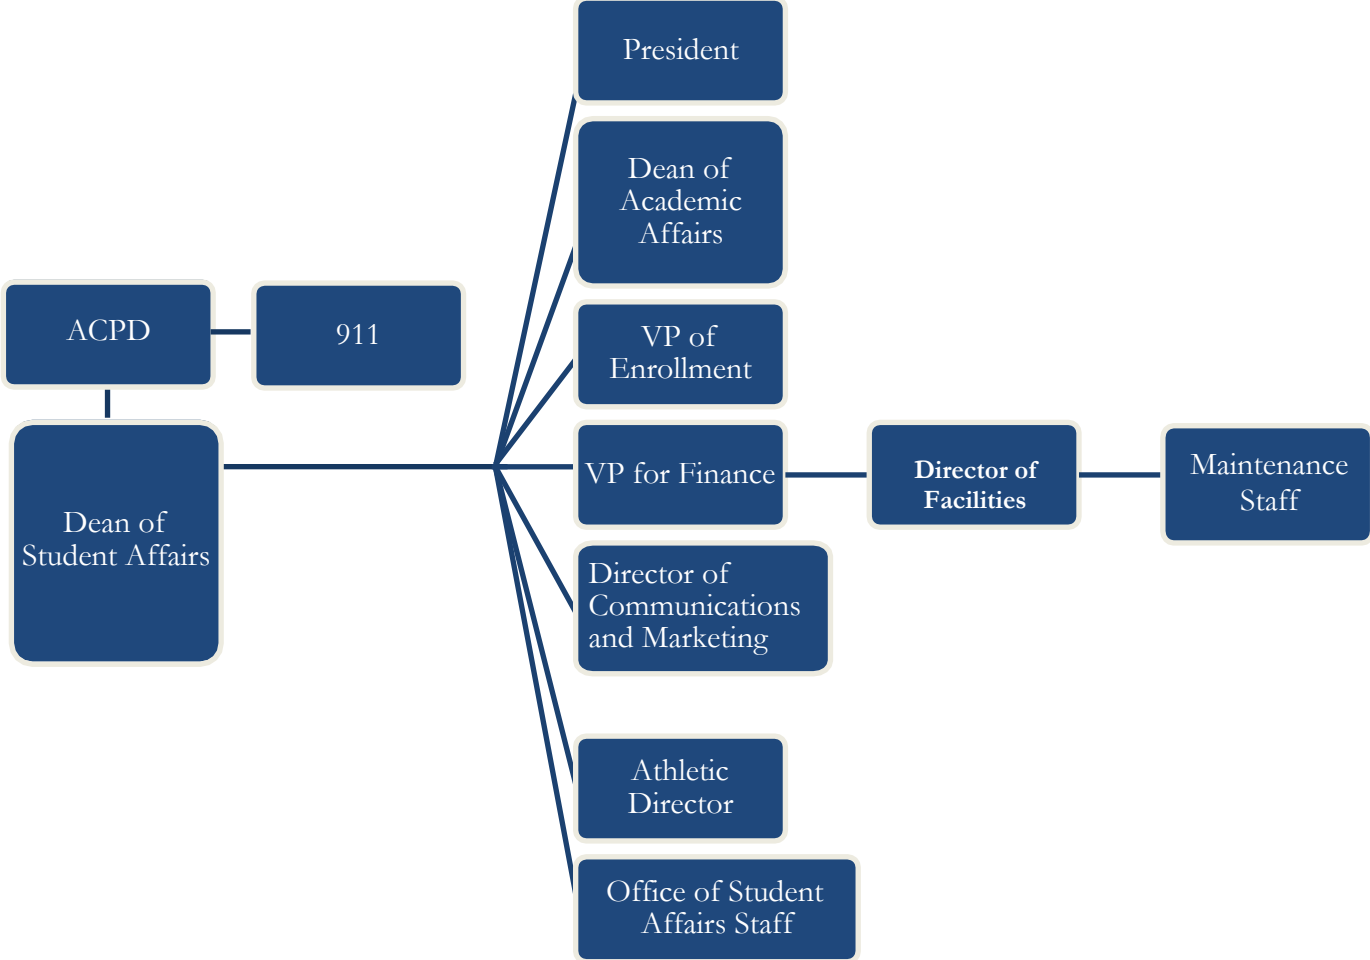 President
Dean of
Academic
Affairs
ACPD
911
VP of
Enrollment
VP for Finance
Director of
Facilities
Maintenance
Staff
Dean of
Student Affairs
Director of
Communications
and Marketing
Athletic
Director
Office of Student
Affairs Staff